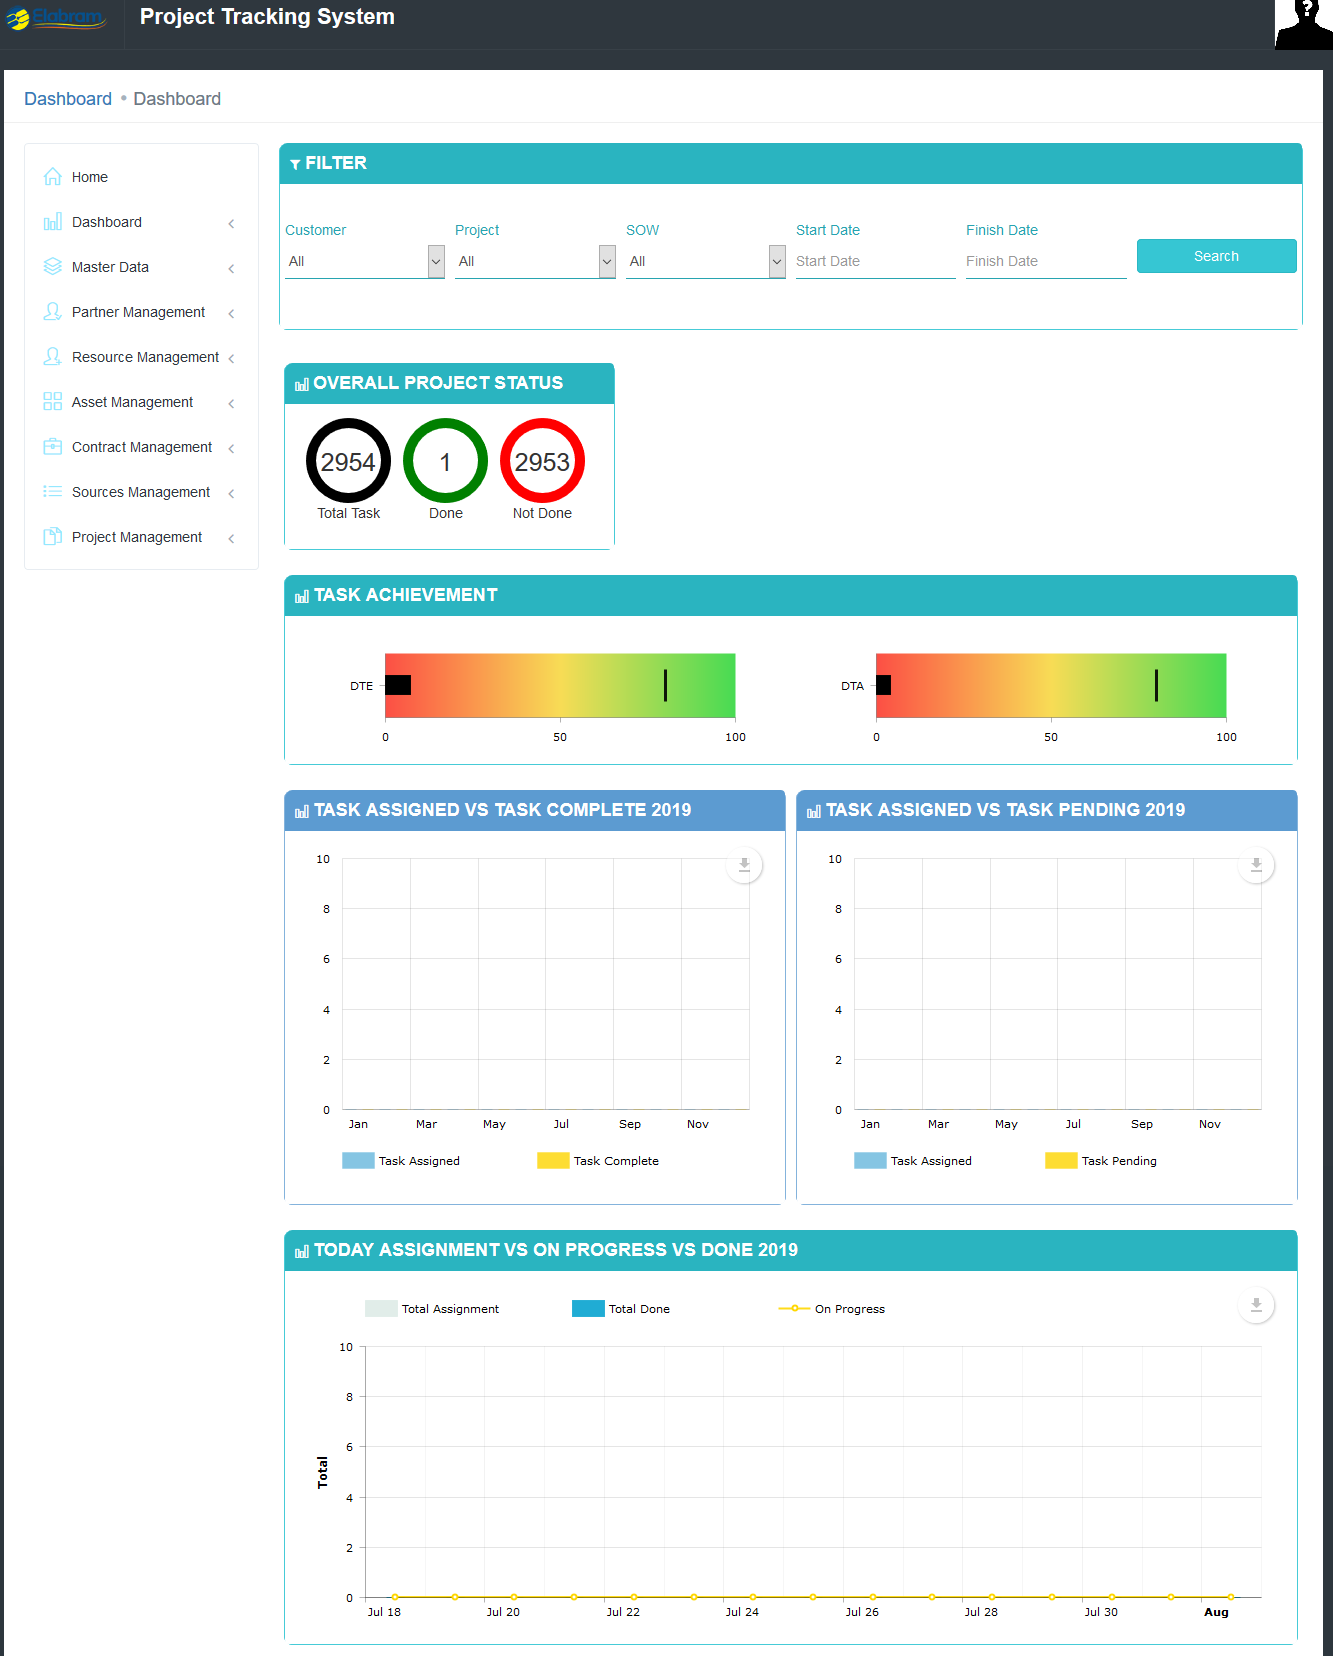 Elabram
Project Tracking System
?
Dashboard • Dashboard
Home
Dashboard
Master Data
Partner Management
Resource Management
Asset Management
Contract Management
Sources Management
Project Management
FILTER
Customer Project SOW Start Date Finish Date
All All All Start Date Finish Date Search
OVERALL PROJECT STATUS
2954 1 2953
Total Task Done Not Done
TASK ACHIEVEMENT
DTE DTA
0 50 100 0 50 100
TASK ASSIGNED VS TASK COMPLETE 2019
10
8
6
4
2
0
Jan Mar May Jul Sep Nov
Task Assigned Task Complete
TASK ASSIGNED VS TASK PENDING 2019
10
8
6
4
2
0
Jan Mar May Jul Sep Nov
Task Assigned Task Pending
TODAY ASSIGNMENT VS ON PROGRESS VS DONE 2019
Total Assignment Total Done On Progress
Total
10
8
6
4
2
0
Jul 18 Jul 20 Jul 22 Jul 24 Jul 26 Jul 28 Jul 30 Aug